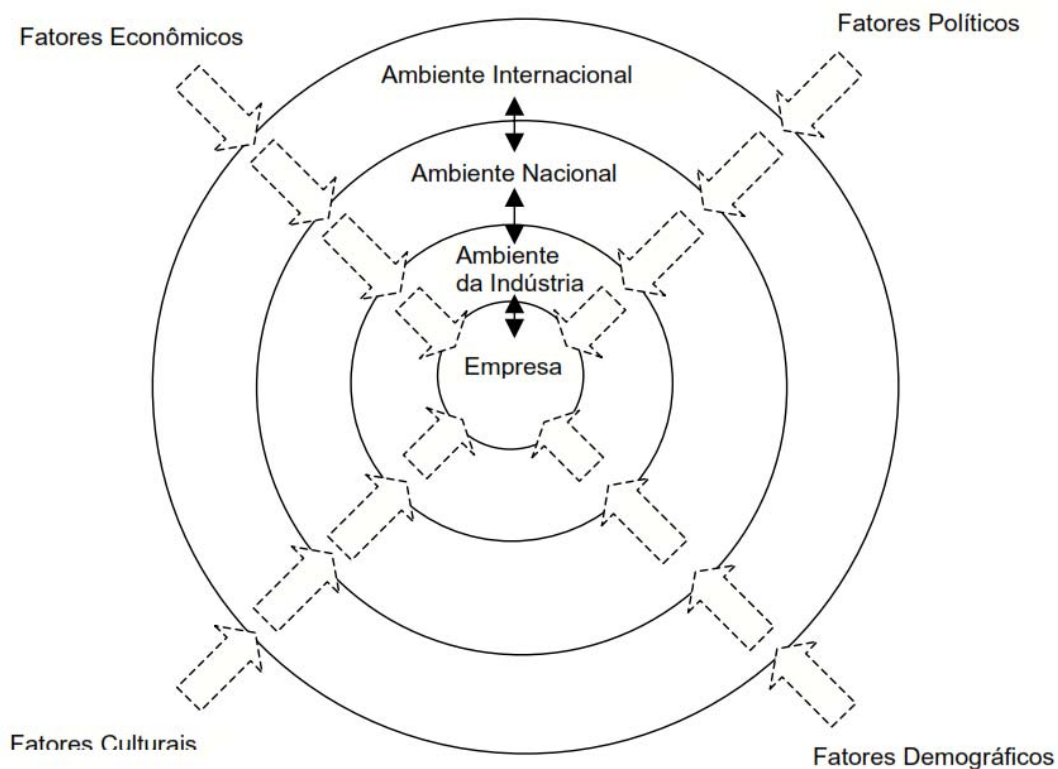 Fatores Econômicos
Fatores Políticos
Ambiente Internacional
Ambiente Nacional
Ambiente
da Indústria
Empresa
Fatores Culturais
Fatores Demográficos